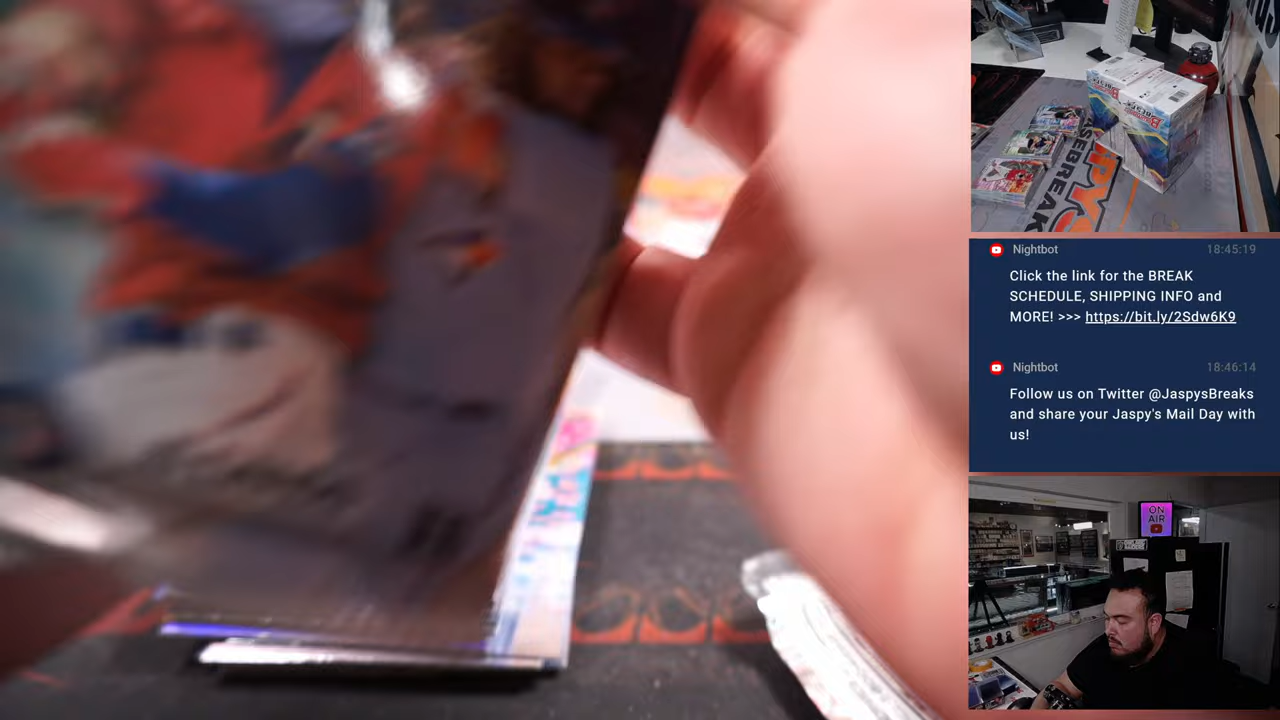 Nightbot 18:45:19
Click the link for the BREAK
SCHEDULE, SHIPPING INFO and
MORE! >>> https://bit.ly/2Sdw6K9
Nightbot 18:46:14
Follow us on Twitter @JaspysBreaks
and share your Jaspy's Mail Day with
us!
ON
AIR